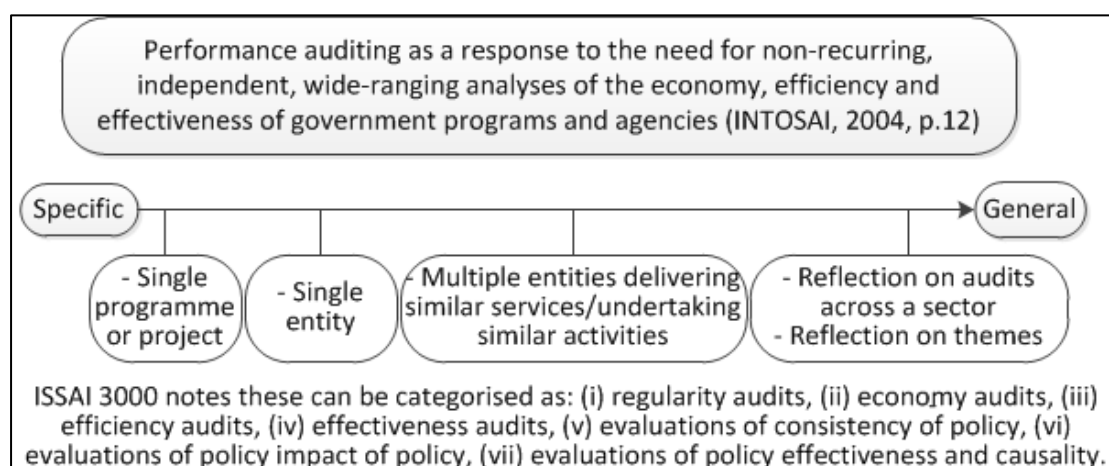 Performance auditing as a response to the need for non-recurring,
independent, wide-ranging analyses of the economy, efficiency and
effectiveness of government programs and agencies (INTOSAI, 2004, p.12)
Specific
General
- Single
programme
or project
- Single
entity
- Multiple entities delivering
similar services/undertaking
similar activities
- Reflection on audits
across a sector
- Reflection on themes
ISSAI 3000 notes these can be categorised as: (i) regularity audits, (ii) economy audits, (iii)
efficiency audits, (iv) effectiveness audits, (v) evaluations of consistency of policy, (vi)
evaluations of policy impact of policy, (vii) evaluations of policy effectiveness and causality.